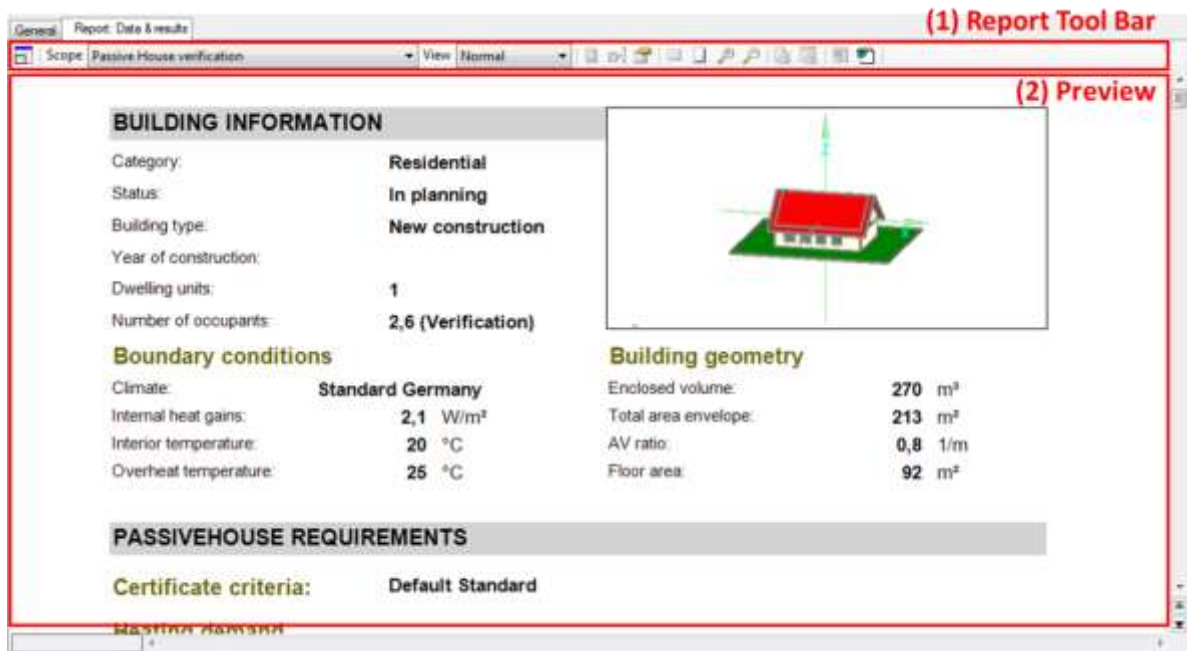 (1) Report Tool Bar
General Report: Data & results
Scope Passive House verification View Normal
(2) Preview
BUILDING INFORMATION
Category: Residential
Status: In planning
Building type: New construction
Year of construction:
Dwelling units: 1
Number of occupants: 2,6 (Verification)
Boundary conditions
Climate: Standard Germany
Internal heat gains: 2,1 W/m²
Interior temperature: 20 °C
Overheat temperature: 25 °C
Building geometry
Enclosed volume: 270 m³
Total area envelope: 213 m²
AV ratio: 0,8 1/m
Floor area: 92 m²
PASSIVEHOUSE REQUIREMENTS
Certificate criteria: Default Standard
Heating demand